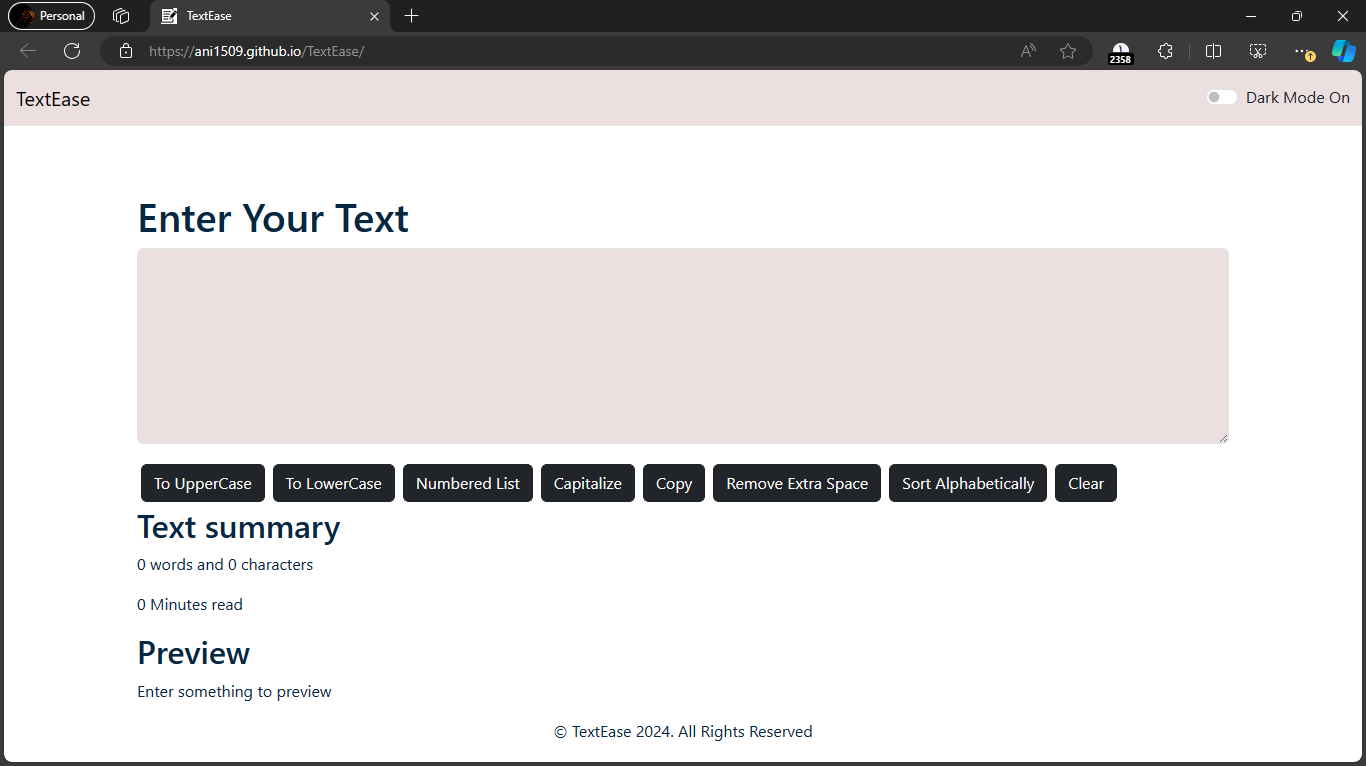 Personal
TextEase
https://ani1509.github.io/TextEase/
2358
TextEase
Dark Mode On
Enter Your Text
To UpperCase To LowerCase Numbered List Capitalize Copy Remove Extra Space Sort Alphabetically Clear
Text summary
0 words and 0 characters
0 Minutes read
Preview
Enter something to preview
© TextEase 2024. All Rights Reserved